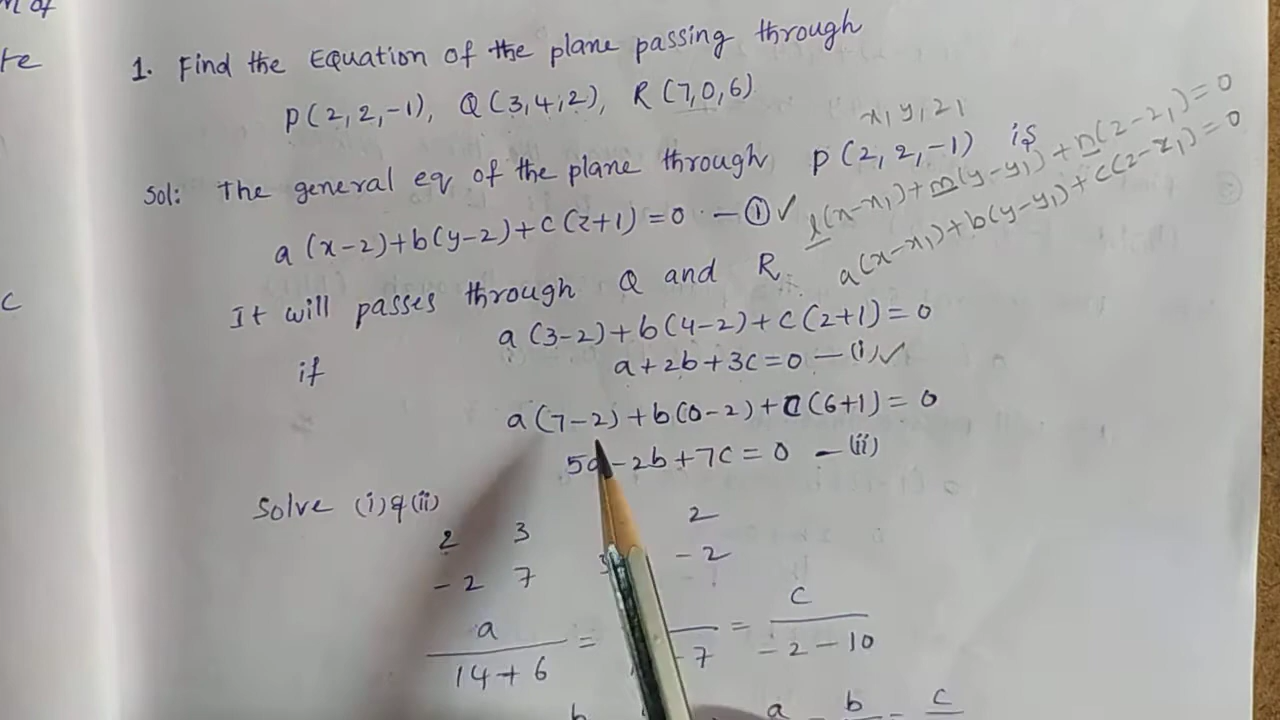 n of
re
c
1. Find the Equation of the plane passing through
P(2,2,-1), Q(3,4,2), R(7,0,6)
x₁ y₁ z₁
Sol: The general eq of the plane through P(2,2,-1) is
l(x-x₁)+m(y-y₁)+n(z-z₁)=0
a(x-2)+b(y-2)+c(z+1)=0 - ① ✓
a(x-x₁)+b(y-y₁)+c(z-z₁)=0
It will passes through Q and R
if a(3-2)+b(4-2)+c(2+1)=0
a+2b+3c=0 - (i) ✓
a(7-2)+b(0-2)+c(6+1)=0
5a-2b+7c=0 - (ii)
Solve (i) & (ii)
2 3 2
-2 7 -2
a/(14+6) = -7 = c/(-2-10)
b a b = c